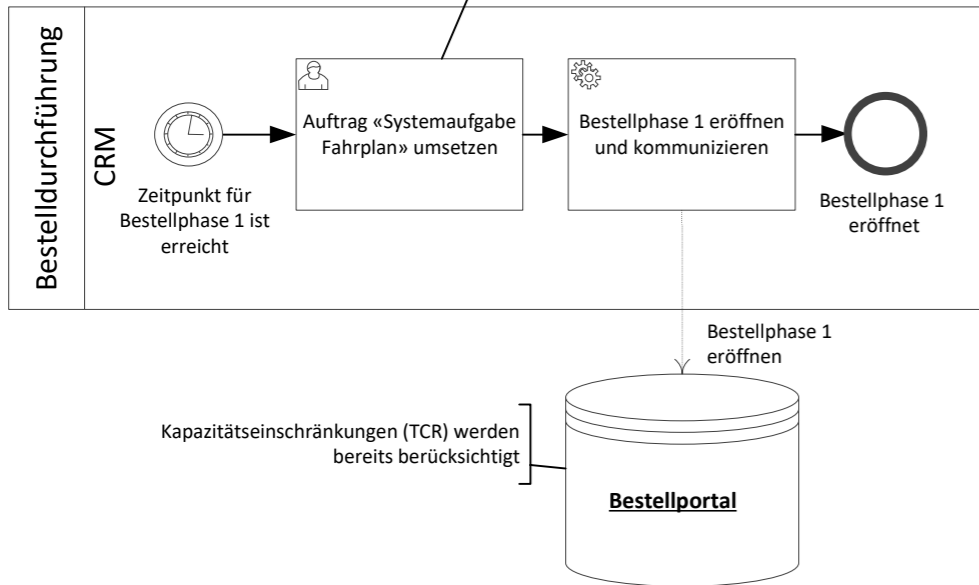 Bestelldurchführung
CRM
Zeitpunkt für
Bestellphase 1 ist
erreicht
Auftrag «Systemaufgabe
Fahrplan» umsetzen
Bestellphase 1 eröffnen
und kommunizieren
Bestellphase 1
eröffnet
Bestellphase 1
eröffnen
Kapazitätseinschränkungen (TCR) werden
bereits berücksichtigt
Bestellportal